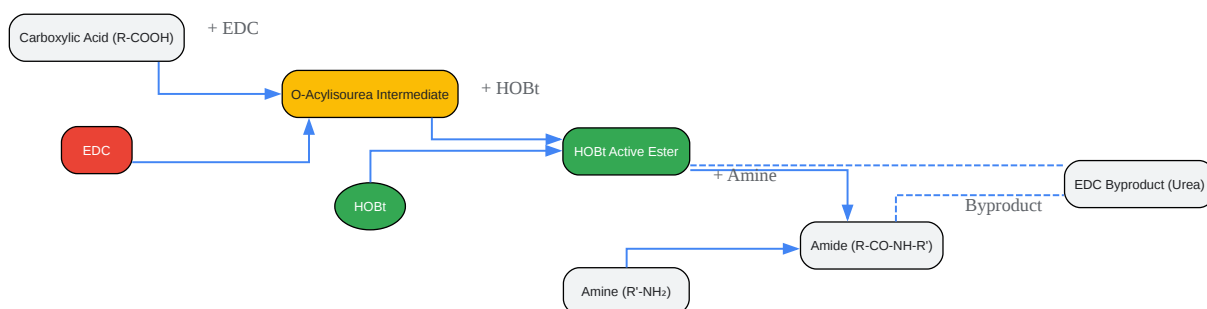 + EDC
Carboxylic Acid (R-COOH)
O-Acylisourea Intermediate
+ HOBt
EDC
HOBt Active Ester
+ Amine
EDC Byproduct (Urea)
HOBt
Byproduct
Amide (R-CO-NH-R')
Amine (R'-NH₂)